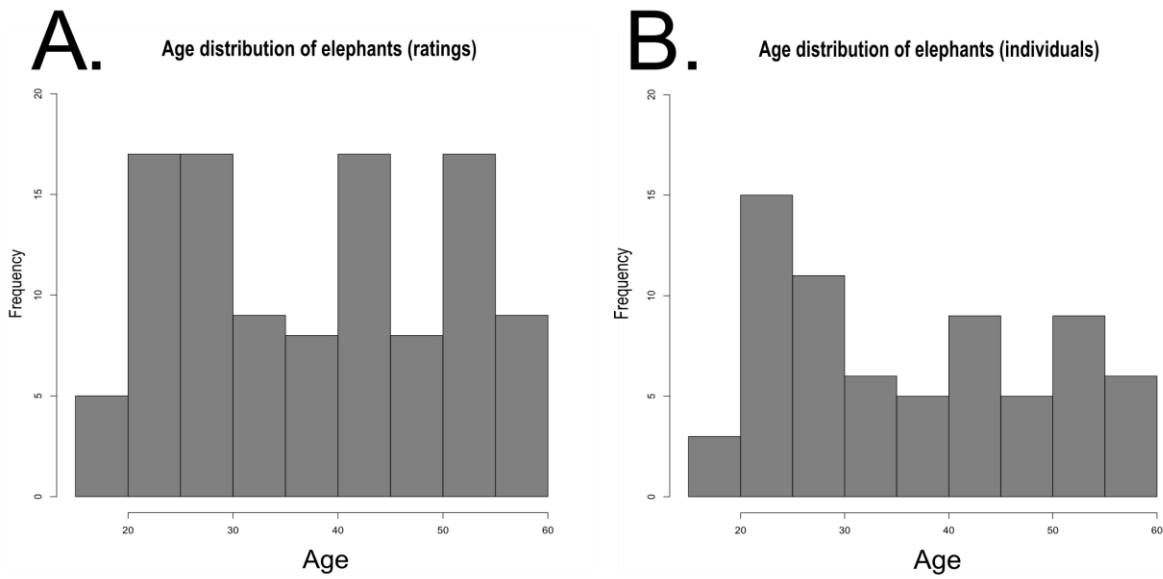 A.
Age distribution of elephants (ratings)
20
15
10
5
0
Frequency
20 30 40 50 60
Age
B.
Age distribution of elephants (individuals)
20
15
10
5
0
Frequency
20 30 40 50 60
Age